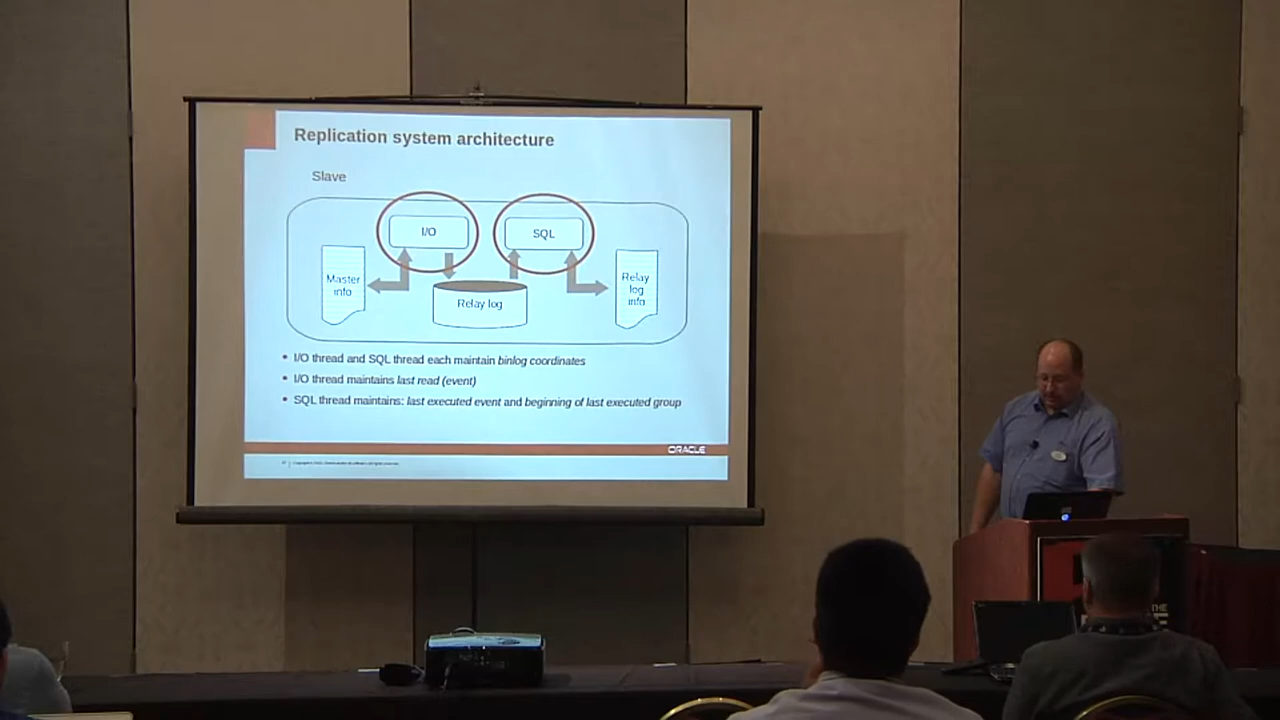 Replication system architecture
Slave
I/O
SQL
Master
info
Relay log
Relay
log
info
• I/O thread and SQL thread each maintain binlog coordinates
• I/O thread maintains last read (event)
• SQL thread maintains: last executed event and beginning of last executed group
ORACLE
THE